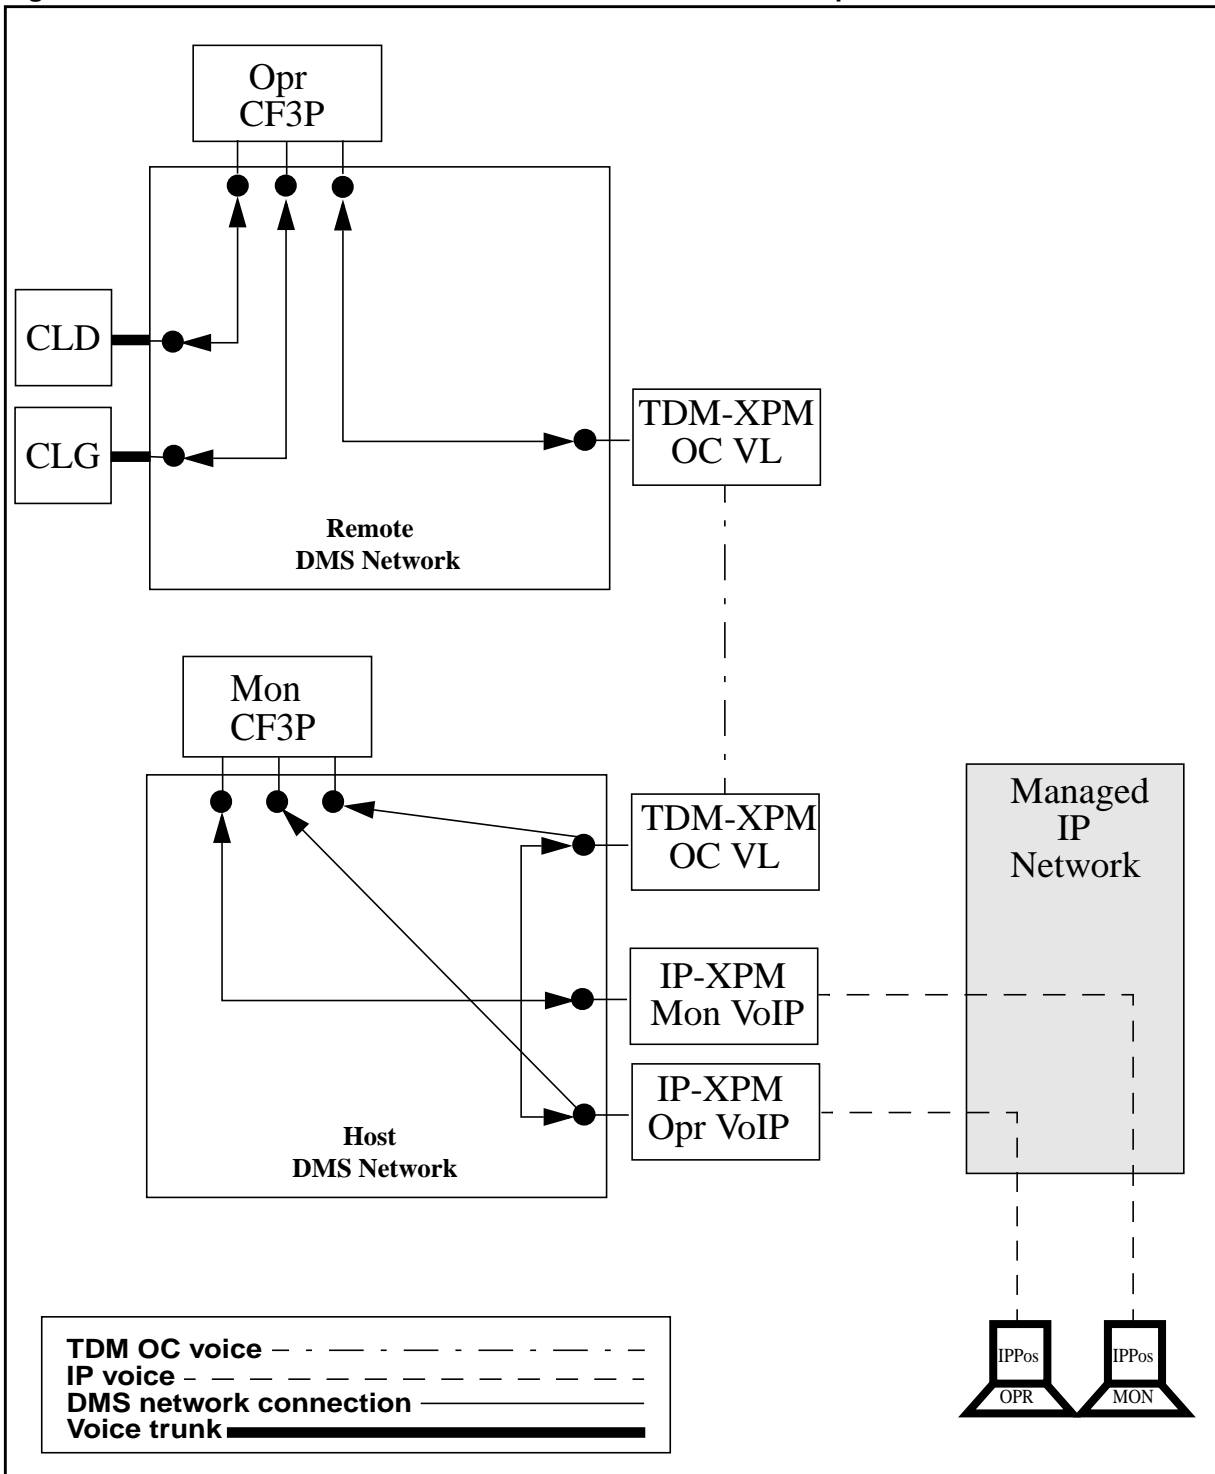 Opr
CF3P
CLD
CLG
TDM-XPM
OC VL
Remote
DMS Network
Mon
CF3P
TDM-XPM
OC VL
Managed
IP
Network
IP-XPM
Mon VoIP
IP-XPM
Opr VoIP
Host
DMS Network
TDM OC voice
IP voice
DMS network connection
Voice trunk
IPPos
OPR
IPPos
MON